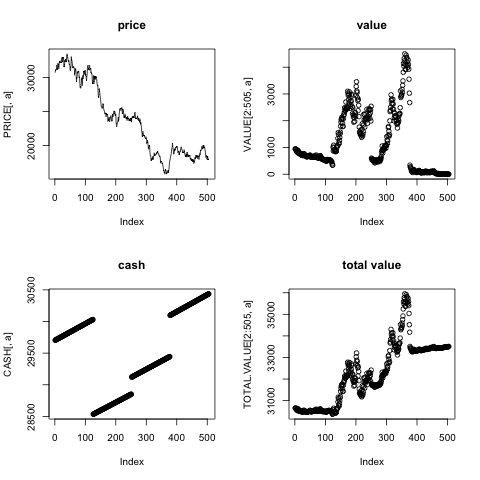 price
PRICE[, a]
20000 30000
0 100 200 300 400 500
Index
value
VALUE[2:505, a]
0 1000 3000
0 100 200 300 400 500
Index
cash
CASH[, a]
28500 29500 30500
0 100 200 300 400 500
Index
total value
TOTAL.VALUE[2:505, a]
31000 33000 35000
0 100 200 300 400 500
Index